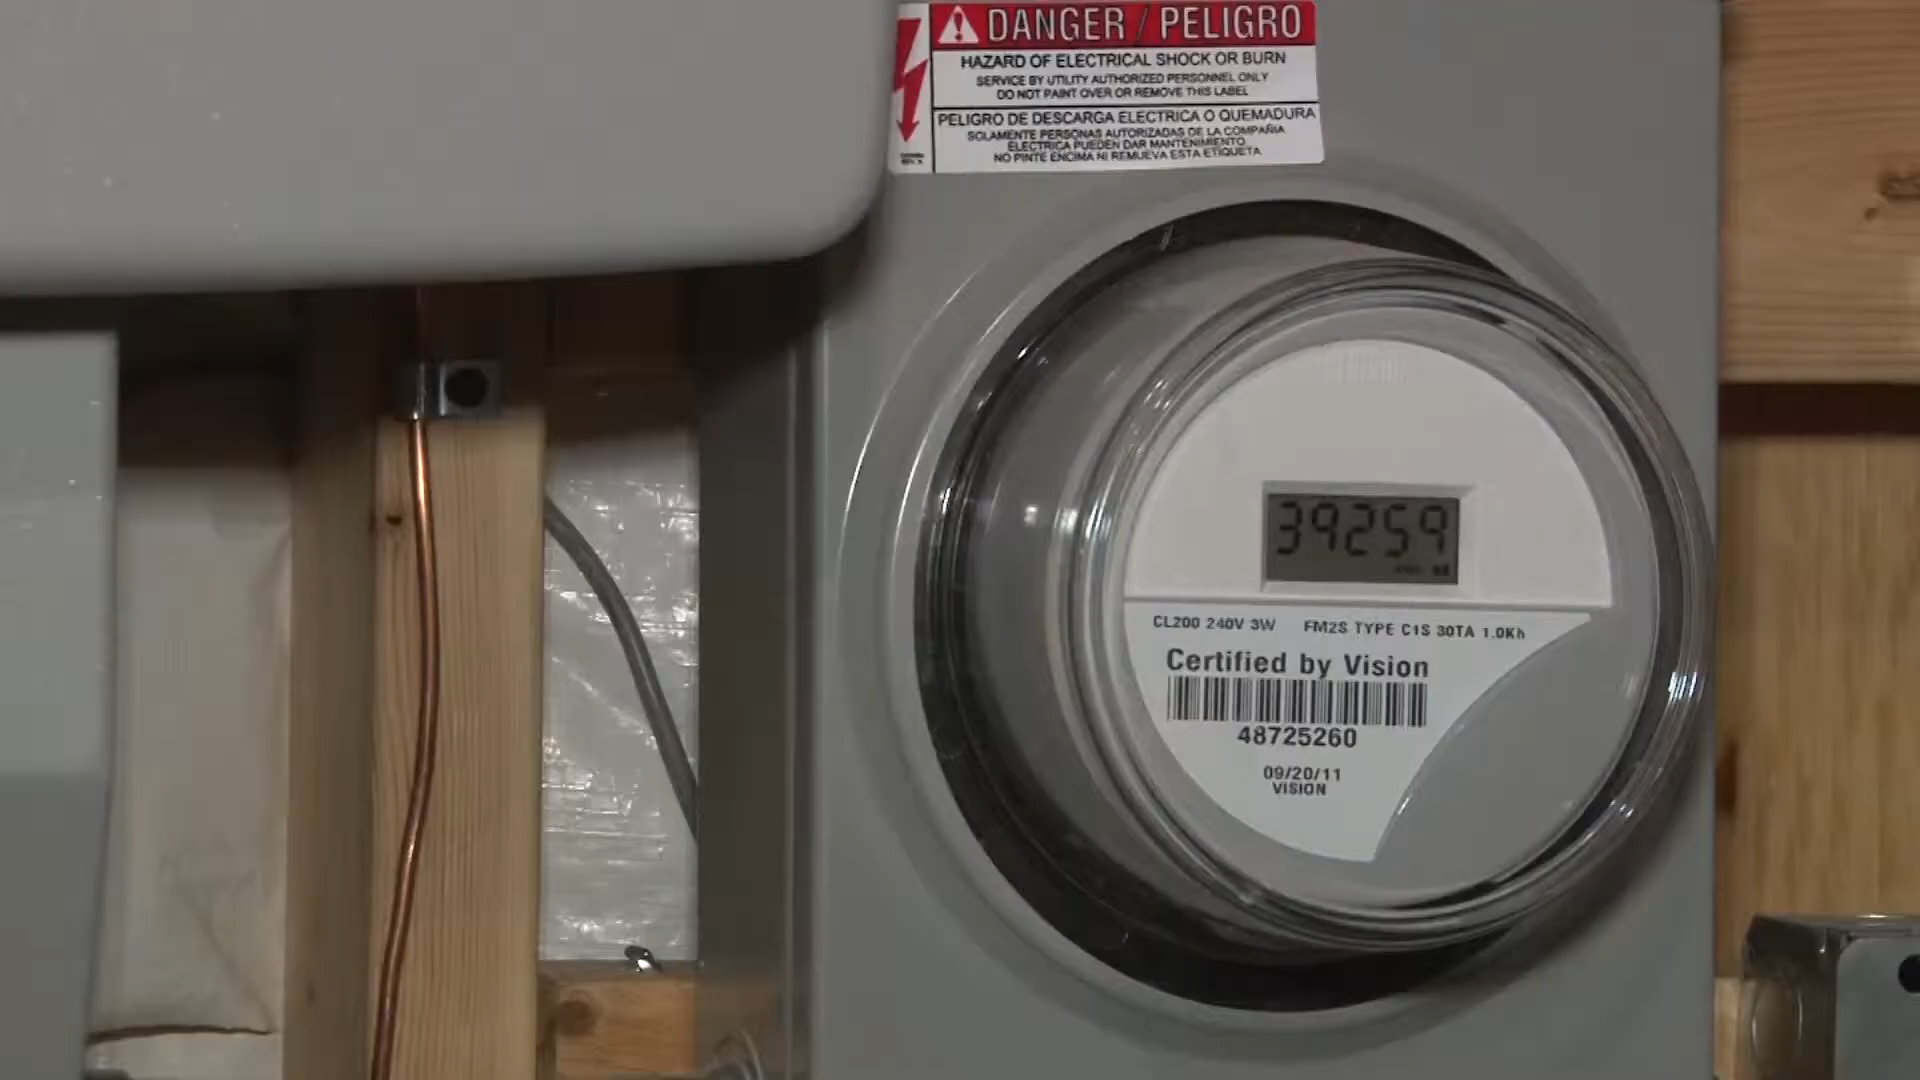 DANGER / PELIGRO
HAZARD OF ELECTRICAL SHOCK OR BURN
SERVICE BY UTILITY AUTHORIZED PERSONNEL ONLY
DO NOT PAINT OVER OR REMOVE THIS LABEL
PELIGRO DE DESCARGA ELECTRICA O QUEMADURA
SOLAMENTE PERSONAS AUTORIZADAS DE LA COMPAÑIA
ELECTRICA PUEDEN DAR MANTENIMIENTO
NO PINTE ENCIMA NI REMUEVA ESTA ETIQUETA
39259
CL200 240V 3W FM2S TYPE C1S 30TA 1.0Kh
Certified by Vision
48725260
09/20/11
VISION